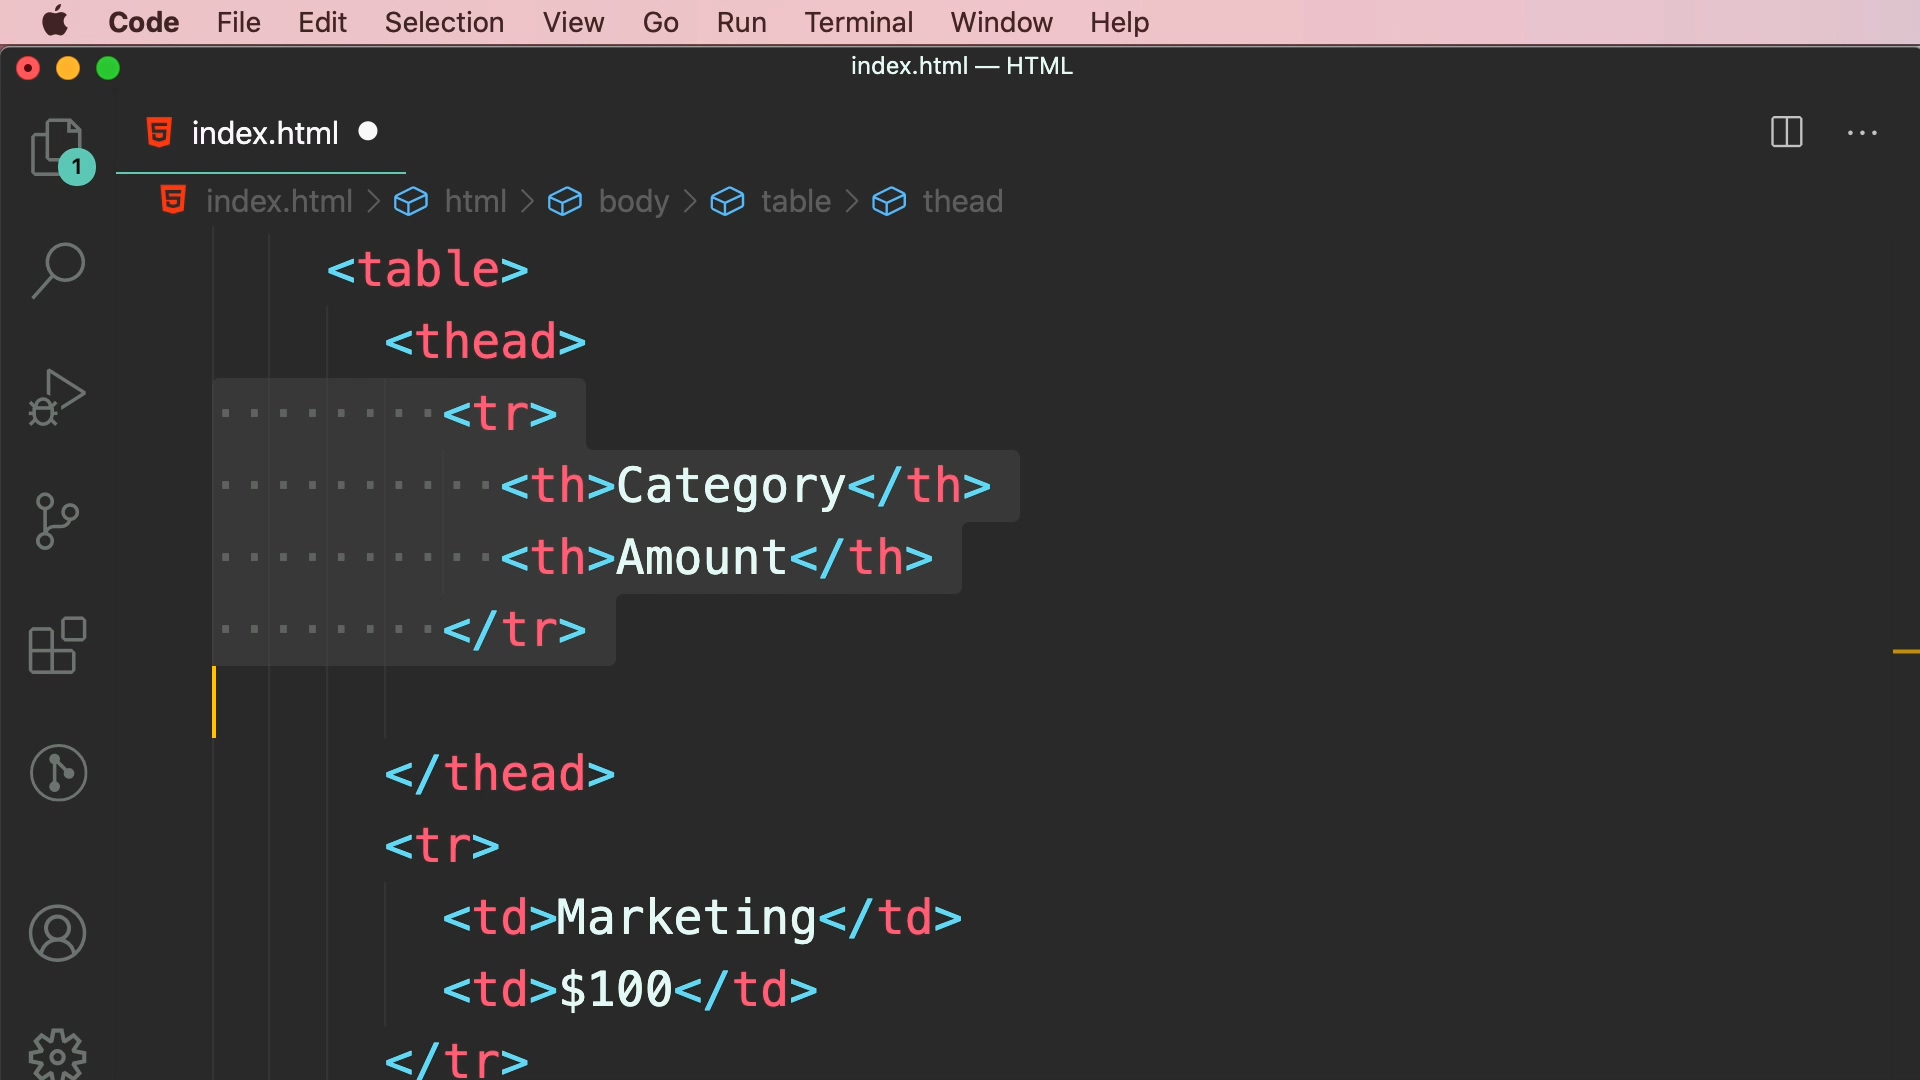 Code File Edit Selection View Go Run Terminal Window Help
index.html — HTML
index.html
1
index.html > html > body > table > thead
<table>
<thead>
<tr>
<th>Category</th>
<th>Amount</th>
</tr>
</thead>
<tr>
<td>Marketing</td>
<td>$100</td>
</tr>